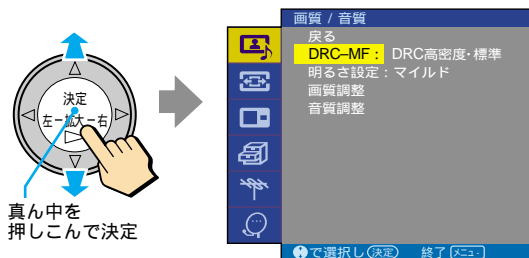 決定
左－拡大－右
真ん中を
押しこんで決定
画質 / 音質
戻る
DRC–MF： DRC高密度・標準
明るさ設定：マイルド
画質調整
音質調整
で選択し 決定 終了 メニュー